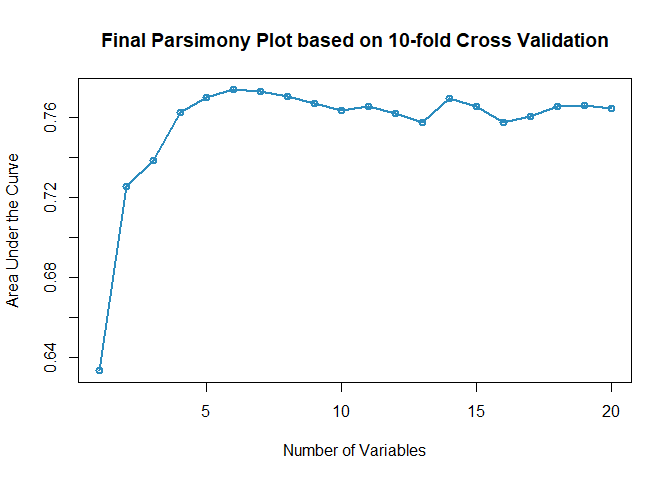 Final Parsimony Plot based on 10-fold Cross Validation
Area Under the Curve
0.76
0.72
0.68
0.64
5 10 15 20
Number of Variables